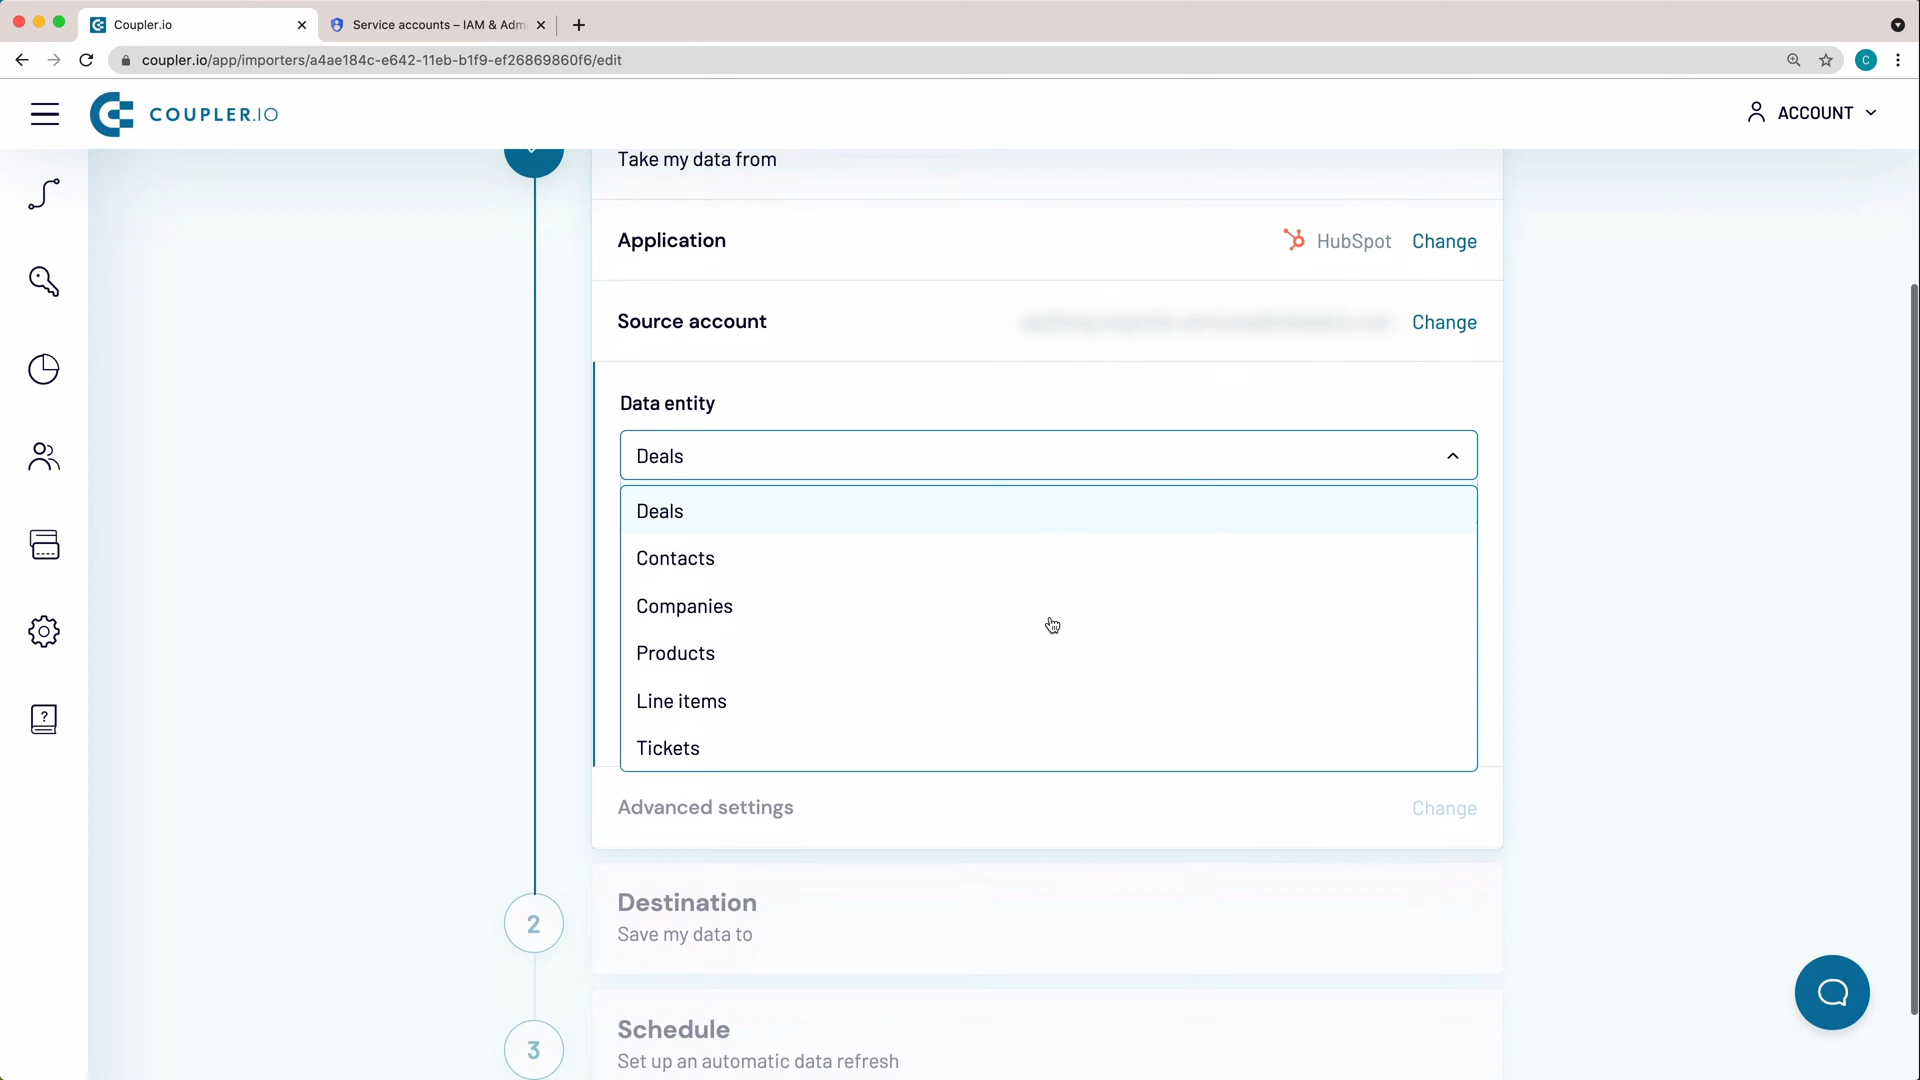 Coupler.io
Service accounts – IAM & Adm
coupler.io/app/importers/a4ae184c-e642-11eb-b1f9-ef26869860f6/edit
C
COUPLER.IO
ACCOUNT
Take my data from
Application
HubSpot Change
Source account
Change
Data entity
Deals
Deals
Contacts
Companies
Products
Line items
Tickets
Advanced settings
Change
2
Destination
Save my data to
3
Schedule
Set up an automatic data refresh